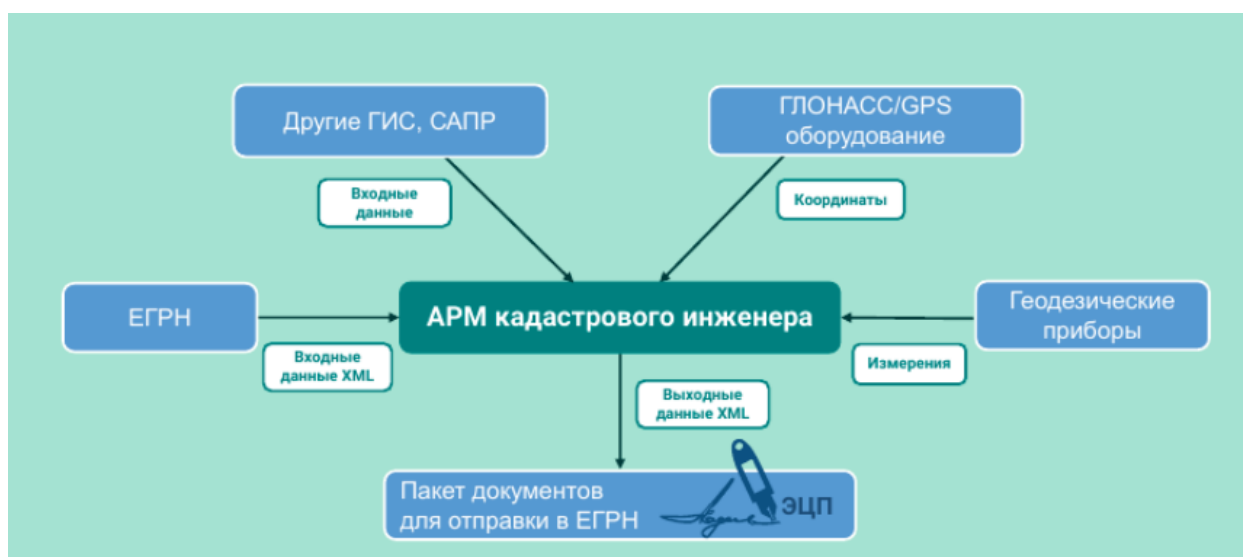 Другие ГИС, САПР
ГЛОНАСС/GPS
оборудование
Входные
данные
Координаты
ЕГРН
АРМ кадастрового инженера
Геодезические
приборы
Входные
данные XML
Измерения
Выходные
данные XML
Пакет документов
для отправки в ЕГРН
ЭЦП